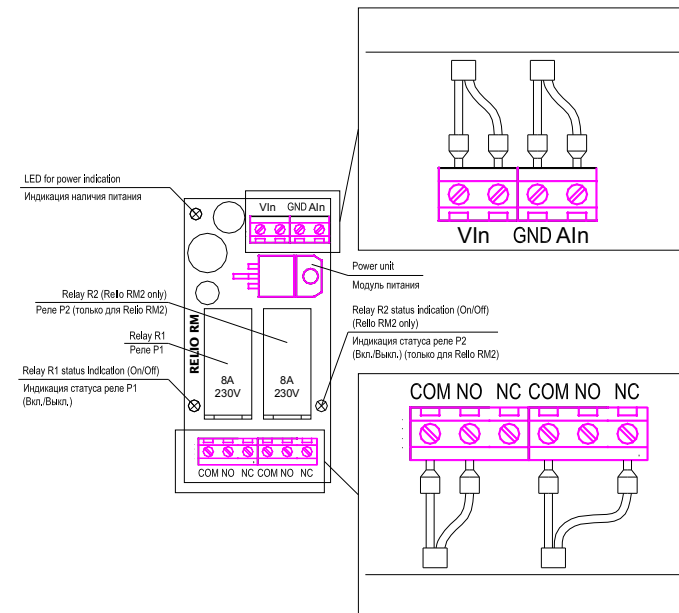 VIn GND AIn
LED for power indication
Индикация наличия питания
VIn GND AIn
Power unit
Модуль питания
Relay R2 (Relio RM2 only)
Реле P2 (только для Relio RM2)
Relay R1
Реле P1
Relay R1 status indication (On/Off)
Индикация статуса реле P1
(Вкл./Выкл.)
RELIO RM
8A
230V
8A
230V
Relay R2 status indication (On/Off)
(Relio RM2 only)
Индикация статуса реле P2
(Вкл./Выкл.) (только для Relio RM2)
COM NO NC COM NO NC
COM NO NC COM NO NC